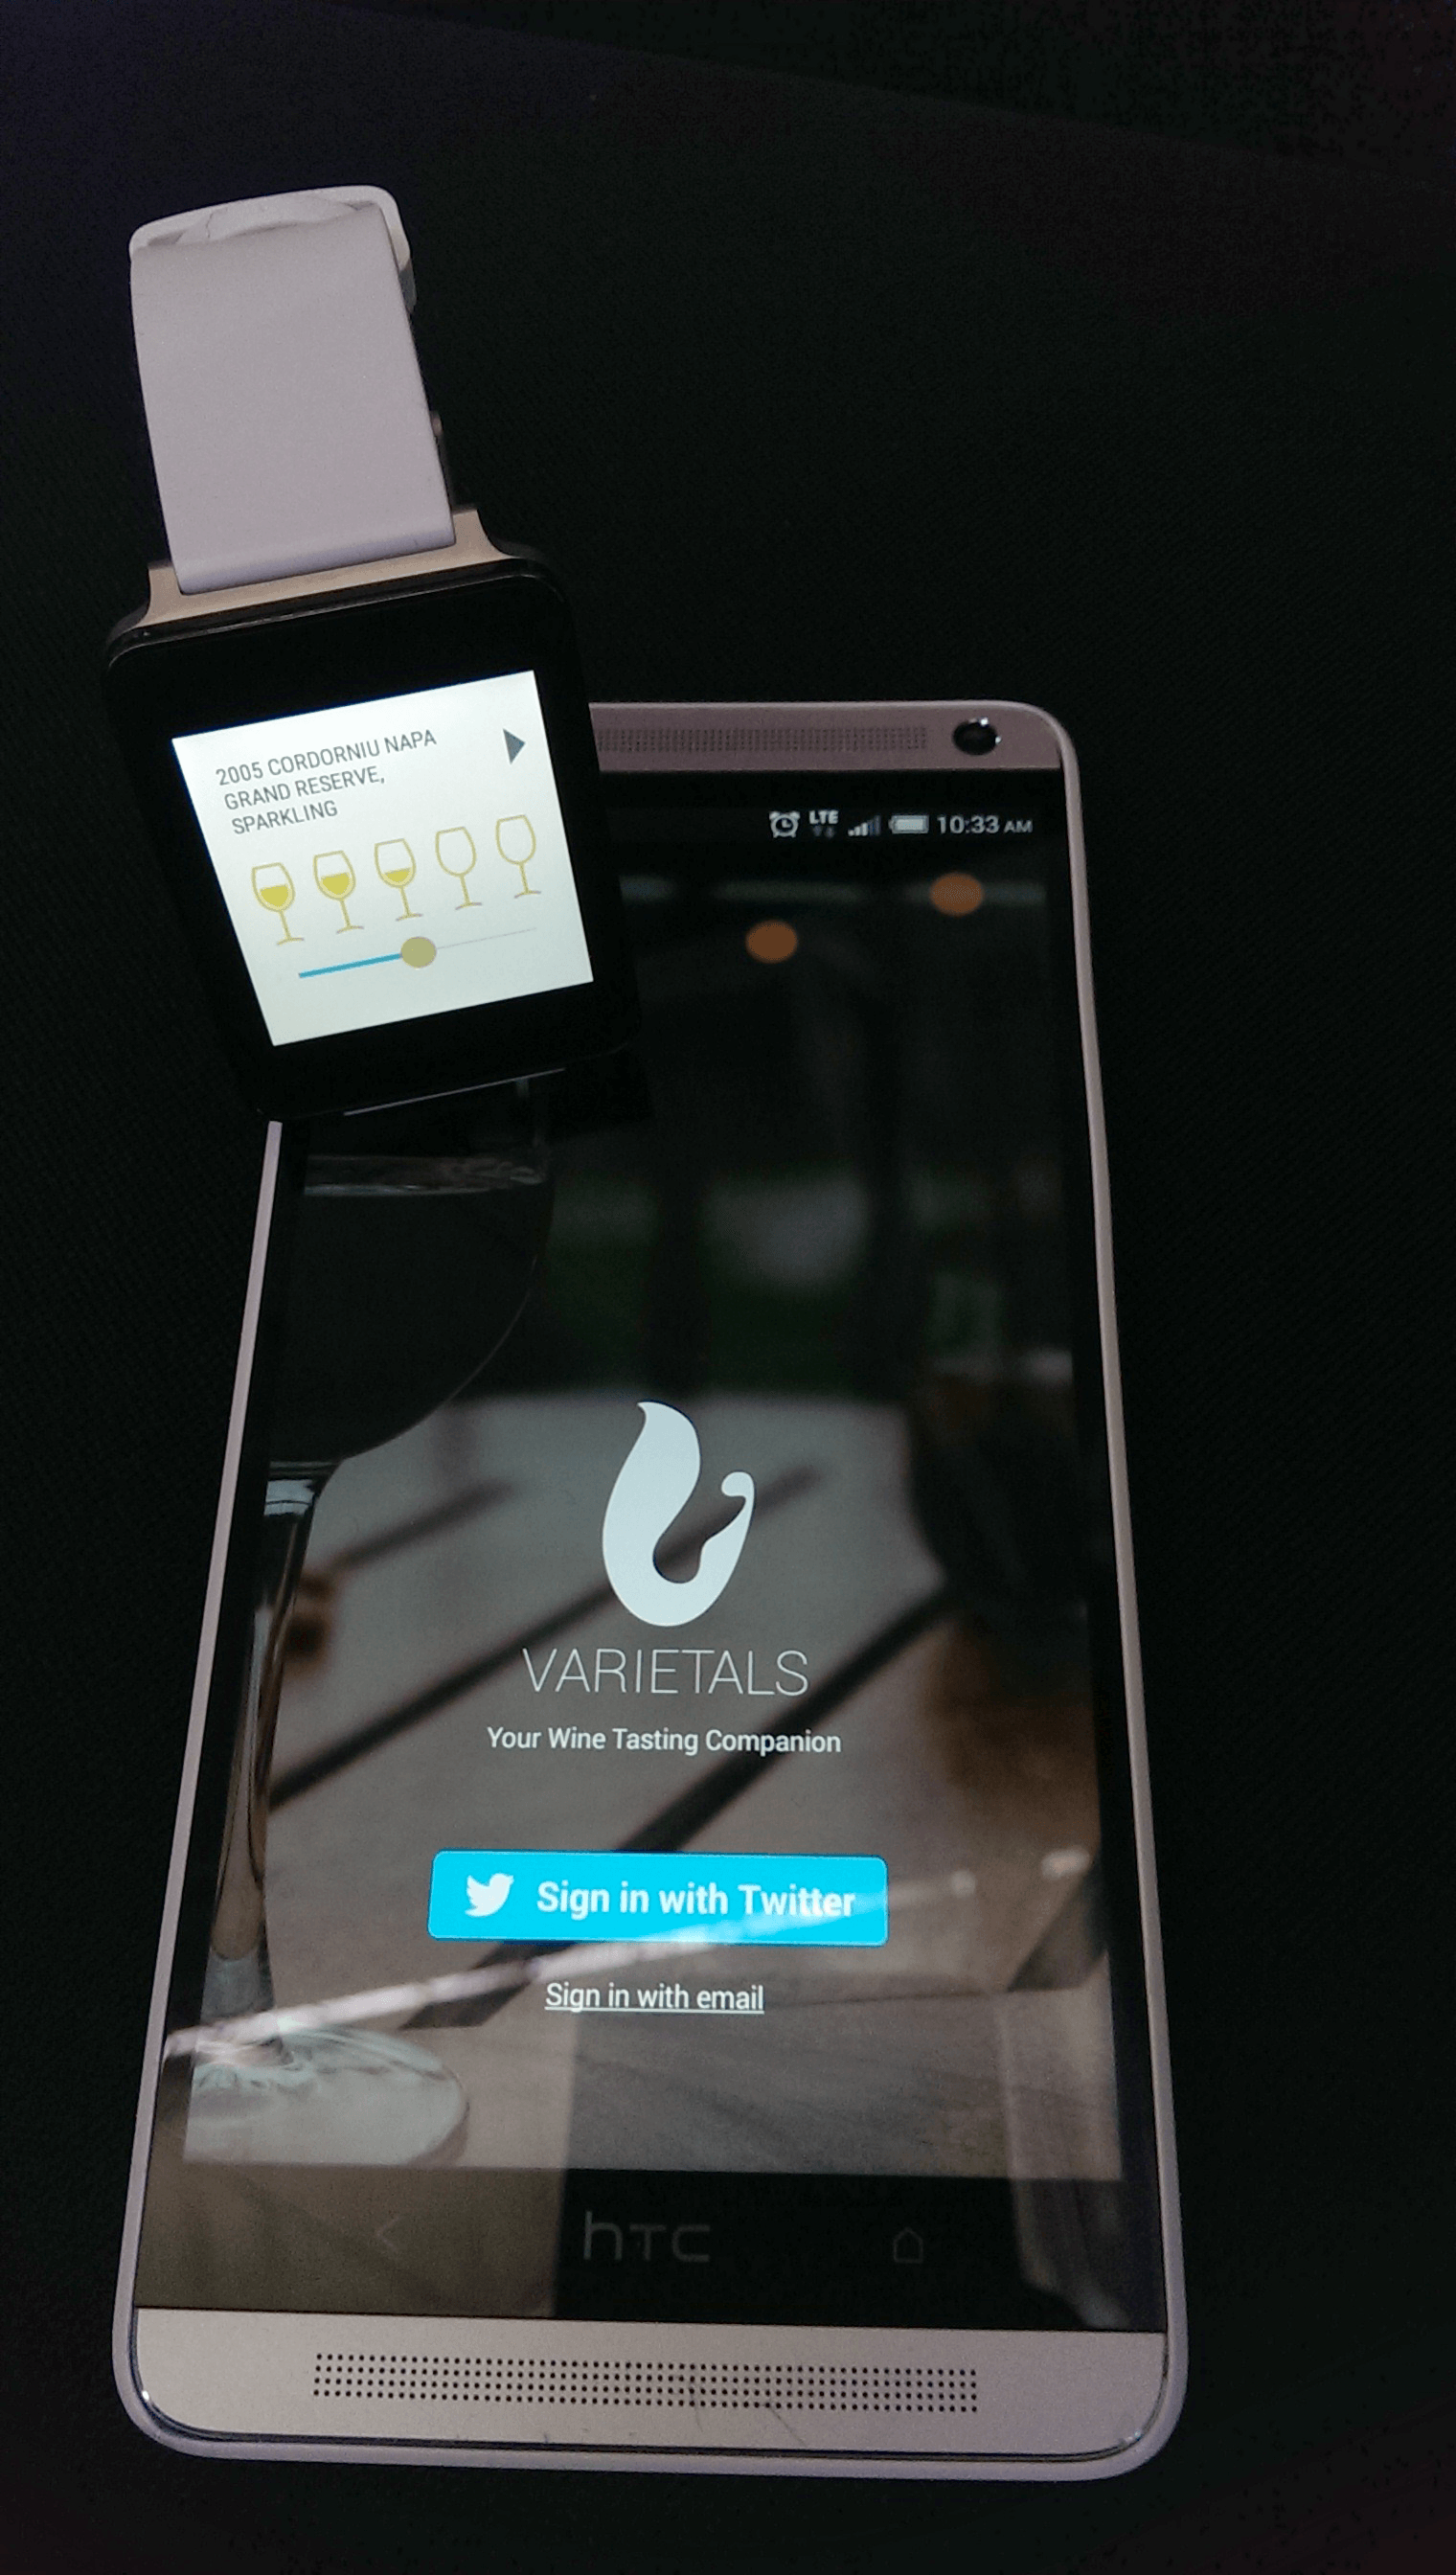 2005 CORDORNIU NAPA
GRAND RESERVE,
SPARKLING
LTE
10:33 AM
VARIETALS
Your Wine Tasting Companion
Sign in with Twitter
Sign in with email
hTC